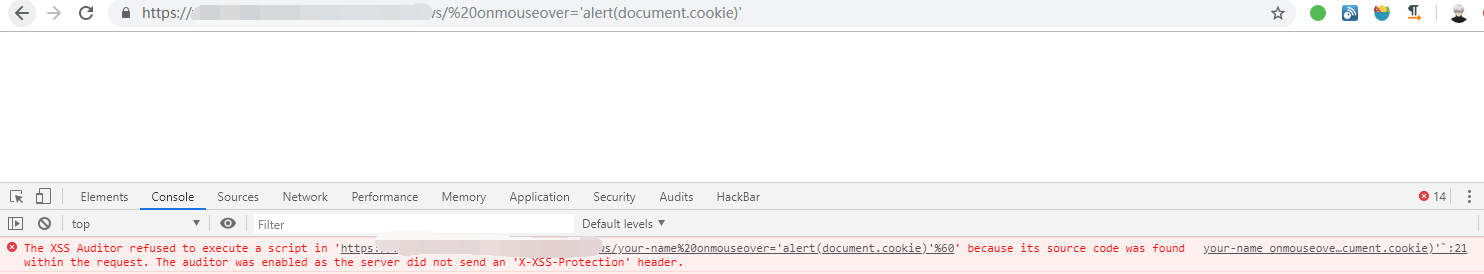 https://ws/%20onmouseover='alert(document.cookie)'
Elements Console Sources Network Performance Memory Application Security Audits HackBar 14
top Filter Default levels
The XSS Auditor refused to execute a script in 'https://ws/your-name%20onmouseover='alert(document.cookie)'%60' because its source code was found your-name onmouseove…cument.cookie)'`:21
within the request. The auditor was enabled as the server did not send an 'X-XSS-Protection' header.